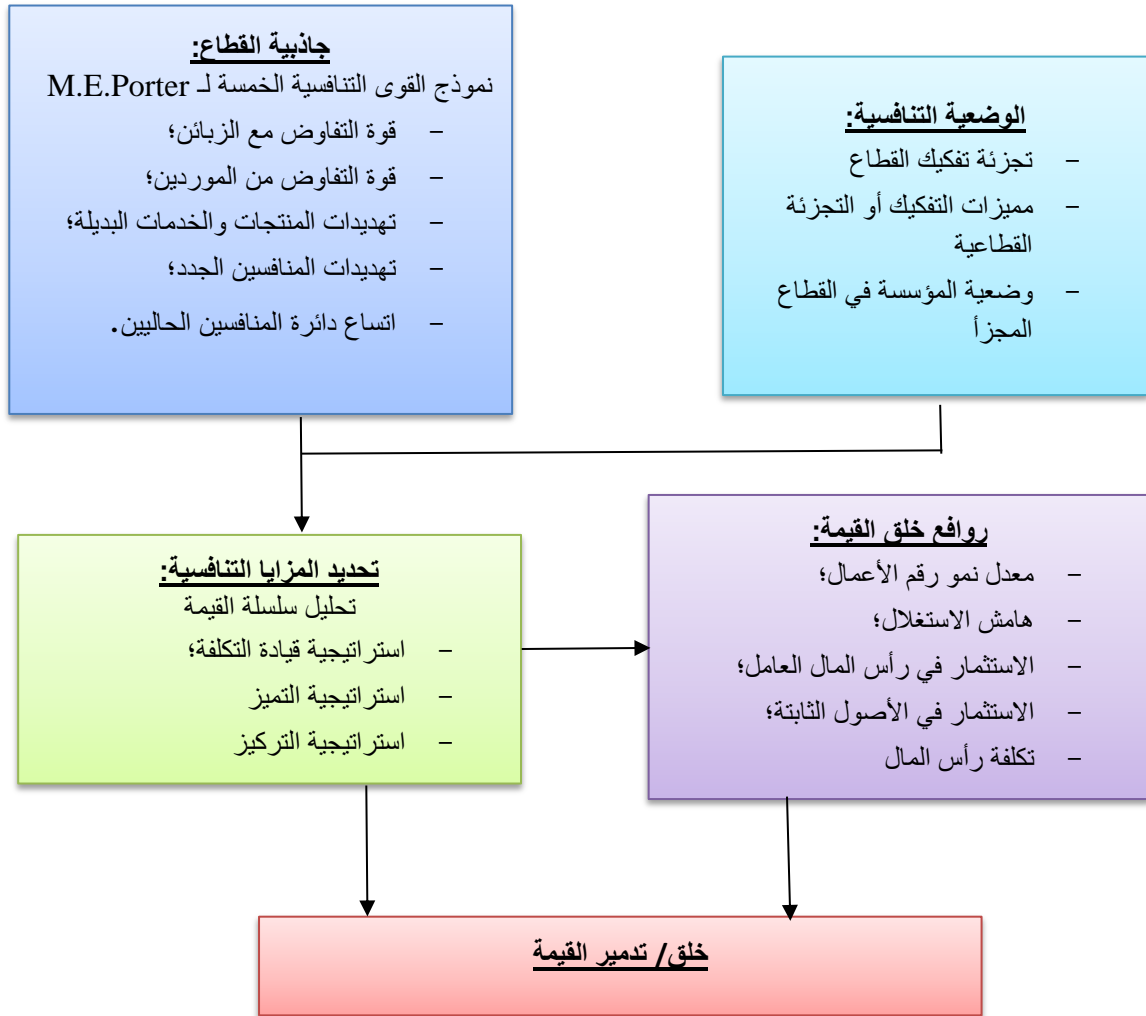 الوضعية التنافسية:
- تجزئة تفكيك القطاع
- مميزات التفكيك أو التجزئة
القطاعية
- وضعية المؤسسة في القطاع
المجزأ
جاذبية القطاع:
نموذج القوى التنافسية الخمسة لـ M.E.Porter
- قوة التفاوض مع الزبائن؛
- قوة التفاوض من الموردين؛
- تهديدات المنتجات والخدمات البديلة؛
- تهديدات المنافسين الجدد؛
- اتساع دائرة المنافسين الحاليين.
تحديد المزايا التنافسية:
تحليل سلسلة القيمة
- استراتيجية قيادة التكلفة؛
- استراتيجية التميز
- استراتيجية التركيز
روافع خلق القيمة:
- معدل نمو رقم الأعمال؛
- هامش الاستغلال؛
- الاستثمار في رأس المال العامل؛
- الاستثمار في الأصول الثابتة؛
- تكلفة رأس المال
خلق/ تدمير القيمة